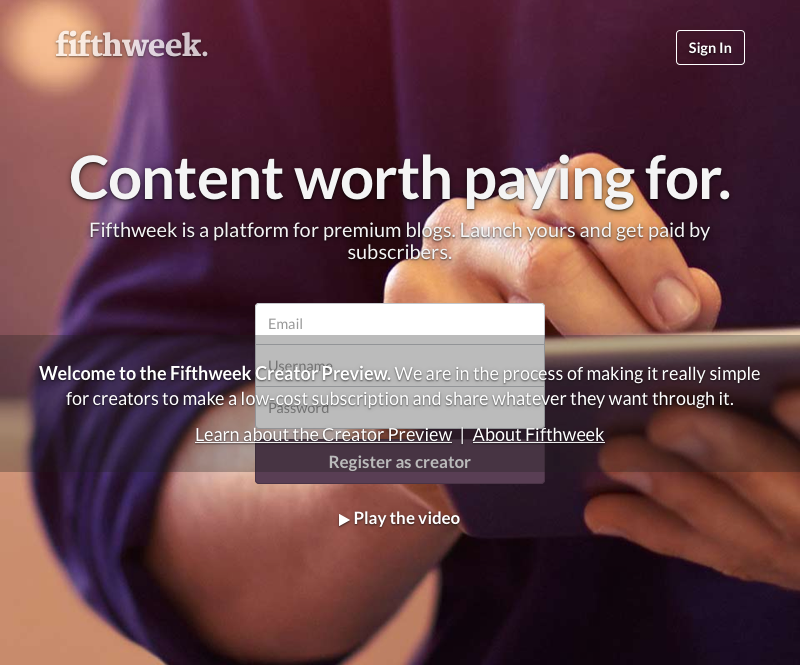 fifthweek.
Sign In
Content worth paying for.
Fifthweek is a platform for premium blogs. Launch yours and get paid by
subscribers.
Email
Username
Welcome to the Fifthweek Creator Preview. We are in the process of making it really simple
for creators to make a low-cost subscription and share whatever they want through it.
Password
Learn about the Creator Preview | About Fifthweek
Register as creator
▶ Play the video